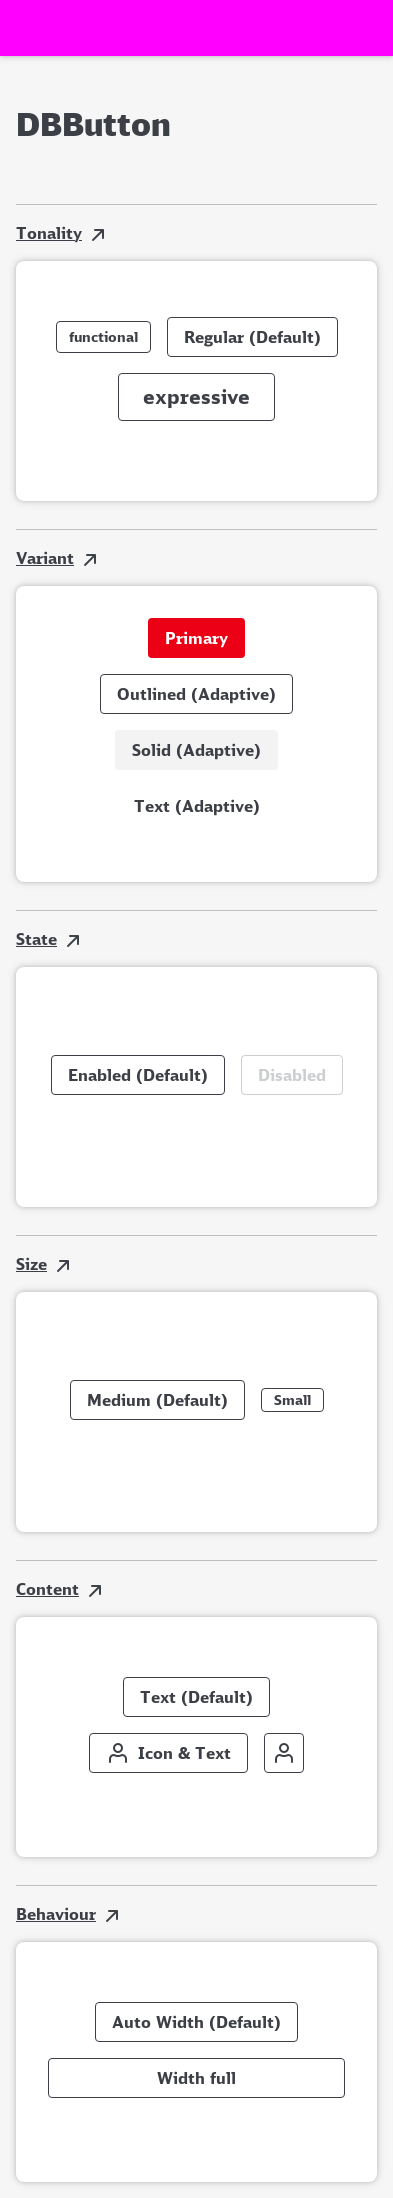 DBButton
Tonality
functional
Regular (Default)
expressive
Variant
Primary
Outlined (Adaptive)
Solid (Adaptive)
Text (Adaptive)
State
Enabled (Default)
Disabled
Size
Medium (Default)
Small
Content
Text (Default)
Icon & Text
Behaviour
Auto Width (Default)
Width full